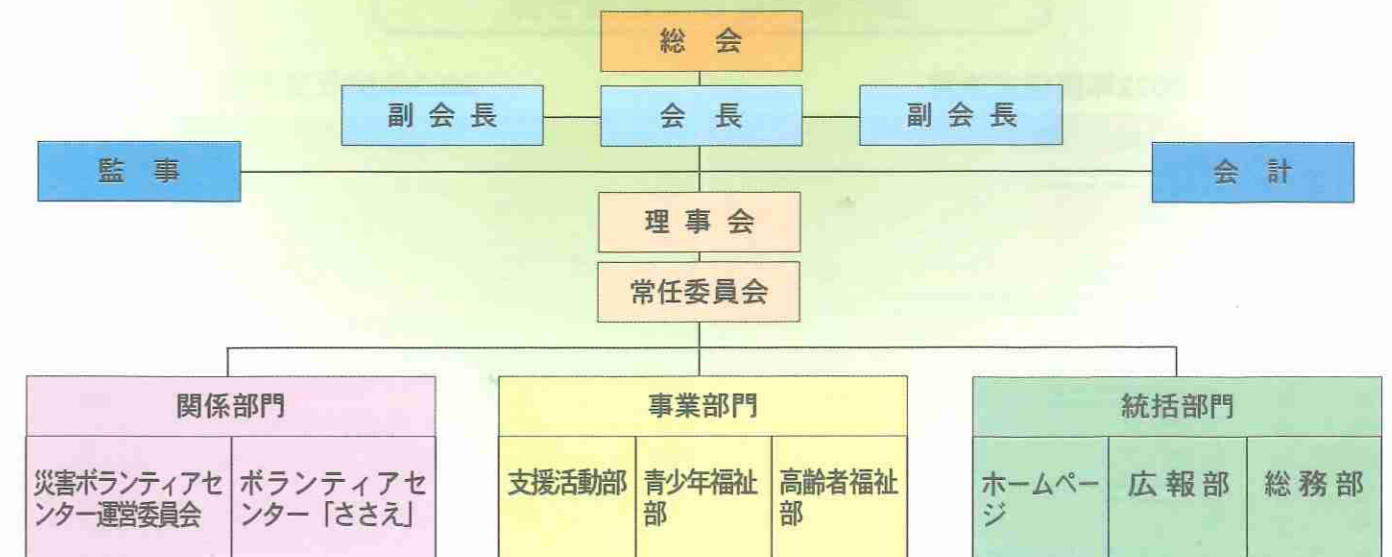 総会
副会長
会長
副会長
監事
会計
理事会
常任委員会
関係部門
災害ボランティアセ
ンター運営委員会
ボランティアセ
ンター「ささえ」
事業部門
支援活動部
青少年福祉
部
高齢者福祉
部
統括部門
ホームペー
ジ
広報部
総務部